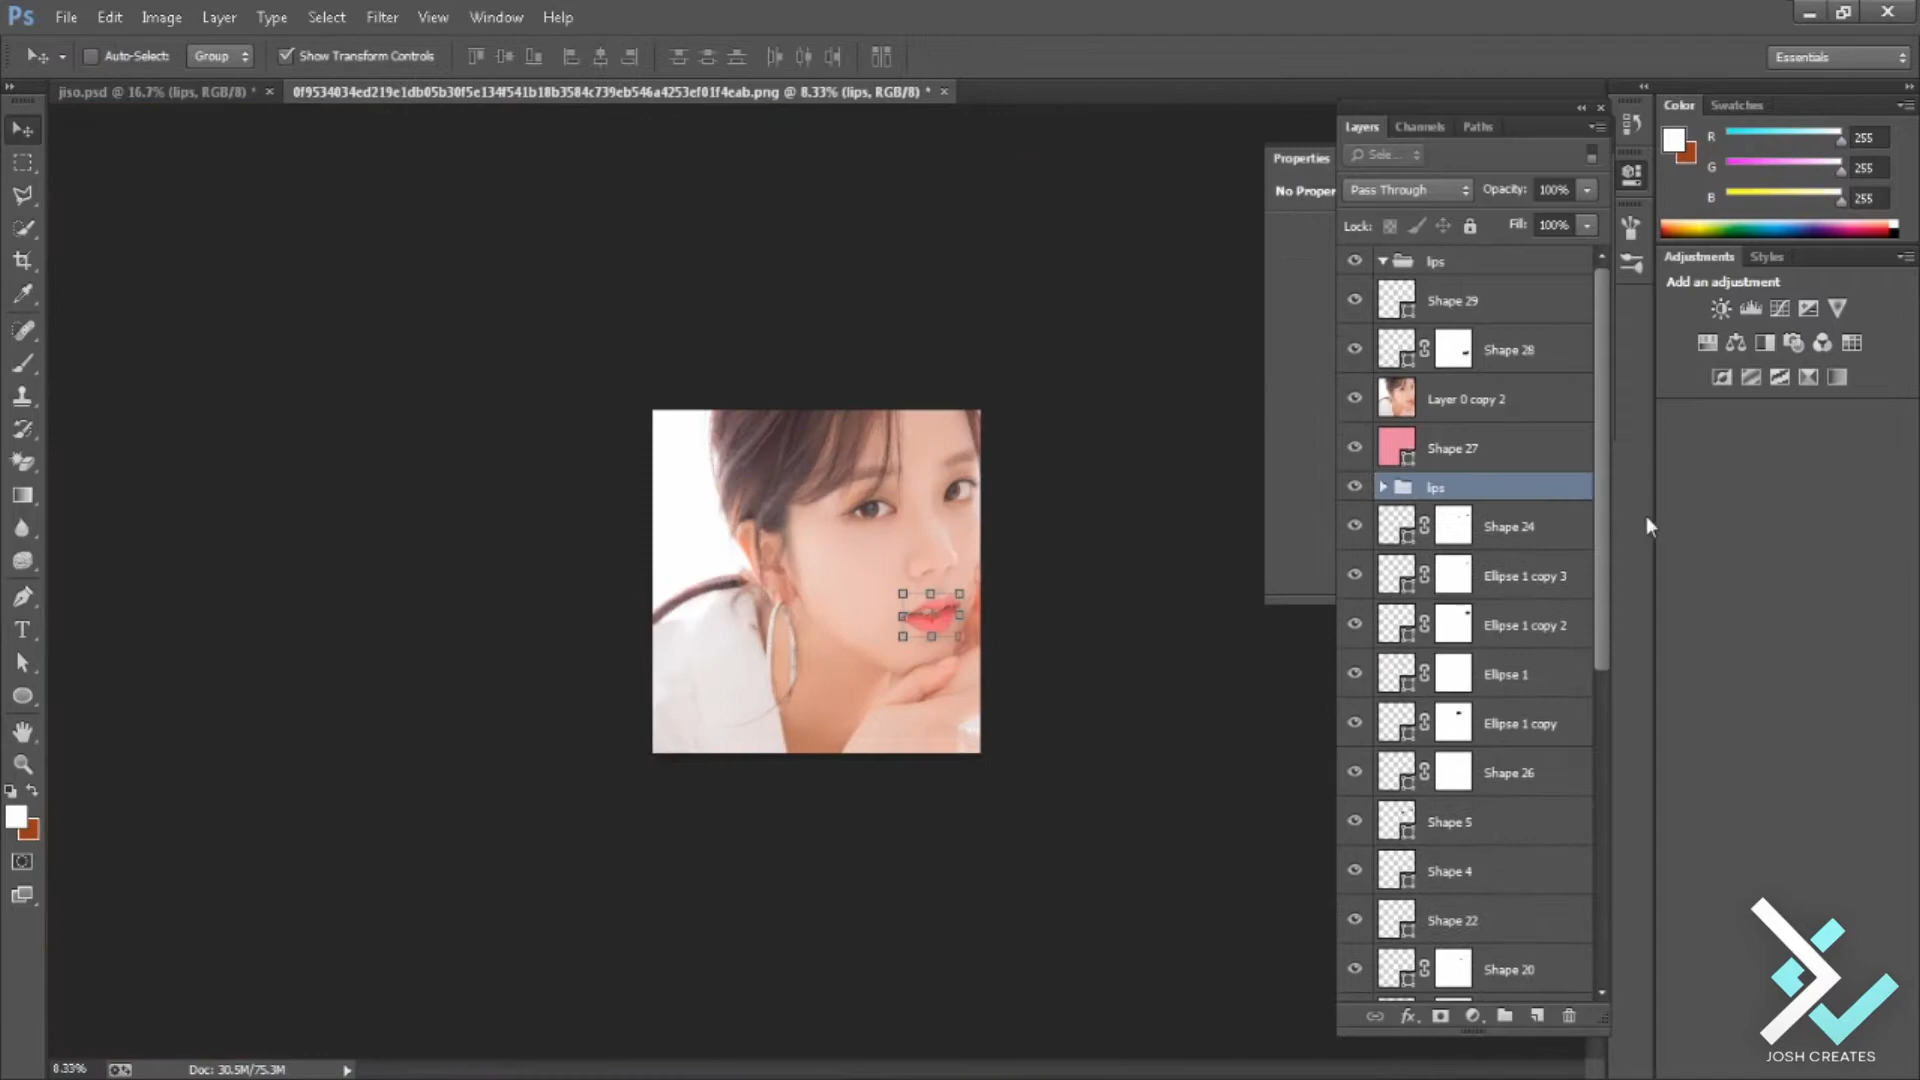 Ps File Edit Image Layer Type Select Filter View Window Help
Auto-Select: Group Show Transform Controls Essentials
jiso.psd @ 16.7% (lips, RGB/8) * ×
0f9534034ed219e1db05b30f5e134f541b18b3584c739eb546a4253ef01f4eab.png @ 8.33% (lips, RGB/8) * ×
Properties
No Proper
Layers Channels Paths
Sele...
Pass Through Opacity: 100%
Lock: Fill: 100%
lips
Shape 29
Shape 28
Layer 0 copy 2
Shape 27
lips
Shape 24
Ellipse 1 copy 3
Ellipse 1 copy 2
Ellipse 1
Ellipse 1 copy
Shape 26
Shape 5
Shape 4
Shape 22
Shape 20
fx
Color Swatches
R 255
G 255
B 255
Adjustments Styles
Add an adjustment
T
8.33% Doc: 30.5M/75.3M
JOSH CREATES